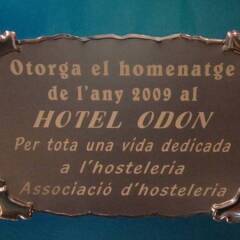 Otorga el homenatge
de l'any 2009 al
HOTEL ODON
Per tota una vida dedicada
a l'hosteleria
Associació d'hosteleria